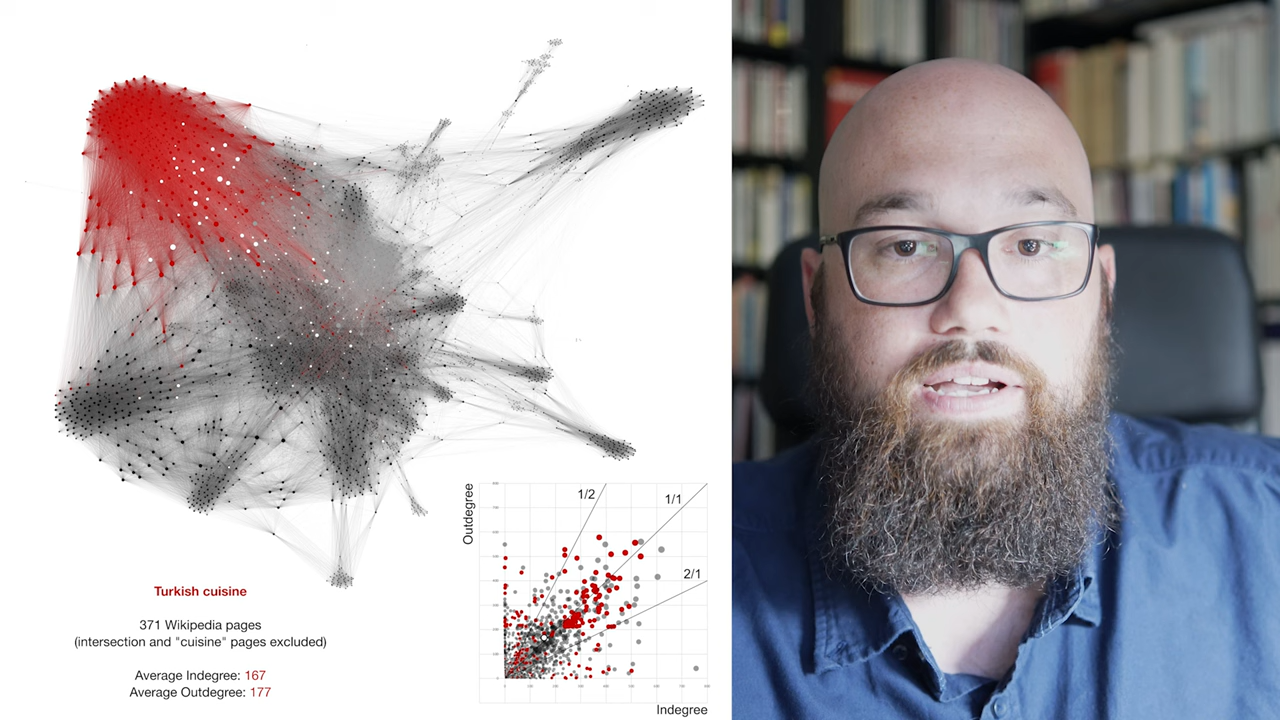 Turkish cuisine
371 Wikipedia pages
(intersection and "cuisine" pages excluded)
Average Indegree: 167
Average Outdegree: 177
Outdegree
1/2
1/1
2/1
Indegree